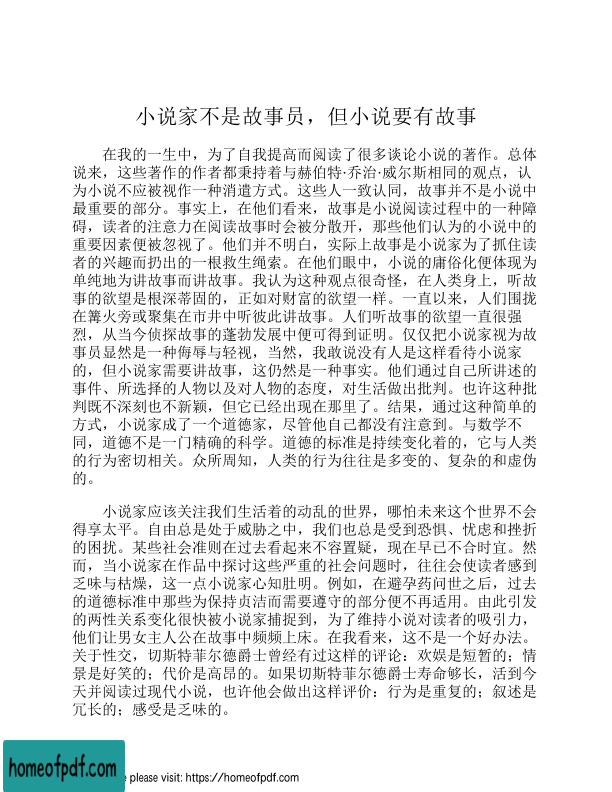 小说家不是故事员，但小说要有故事
在我的一生中，为了自我提高而阅读了很多谈论小说的著作。总体
说来，这些著作的作者都秉持着与赫伯特·乔治·威尔斯相同的观点，认
为小说不应被视作一种消遣方式。这些人一致认同，故事并不是小说中
最重要的部分。事实上，在他们看来，故事是小说阅读过程中的一种障
碍，读者的注意力在阅读故事时会被分散开，那些他们认为的小说中的
重要因素便被忽视了。他们并不明白，实际上故事是小说家为了抓住读
者的兴趣而扔出的一根救生绳索。在他们眼中，小说的庸俗化便体现为
单纯地为讲故事而讲故事。我认为这种观点很奇怪，在人类身上，听故
事的欲望是根深蒂固的，正如对财富的欲望一样。一直以来，人们围拢
在篝火旁或聚集在市井中听彼此讲故事。人们听故事的欲望一直很强
烈，从当今侦探故事的蓬勃发展中便可得到证明。仅仅把小说家视为故
事员显然是一种侮辱与轻视，当然，我敢说没有人是这样看待小说家
的，但小说家需要讲故事，这仍然是一种事实。他们通过自己所讲述的
事件、所选择的人物以及对人物的态度，对生活做出批判。也许这种批
判既不深刻也不新颖，但它已经出现在那里了。结果，通过这种简单的
方式，小说家成了一个道德家，尽管他自己都没有注意到。与数学不
同，道德不是一门精确的科学。道德的标准是持续变化着的，它与人类
的行为密切相关。众所周知，人类的行为往往是多变的、复杂的和虚伪
的。
小说家应该关注我们生活着的动乱的世界，哪怕未来这个世界不会
得享太平。自由总是处于威胁之中，我们也总是受到恐惧、忧虑和挫折
的困扰。某些社会准则在过去看起来不容置疑，现在早已不合时宜。然
而，当小说家在作品中探讨这些严重的社会问题时，往往会使读者感到
乏味与枯燥，这一点小说家心知肚明。例如，在避孕药问世之后，过去
的道德标准中那些为保持贞洁而需要遵守的部分便不再适用。由此引发
的两性关系变化很快被小说家捕捉到，为了维持小说对读者的吸引力，
他们让男女主人公在故事中频频上床。在我看来，这不是一个好办法。
关于性交，切斯特菲尔德爵士曾经有过这样的评论：欢娱是短暂的；情
景是好笑的；代价是高昂的。如果切斯特菲尔德爵士寿命够长，活到今
天并阅读过现代小说，也许他会做出这样评价：行为是重复的；叙述是
冗长的；感受是乏味的。
homeofpdf.com
please visit: https://homeofpdf.com